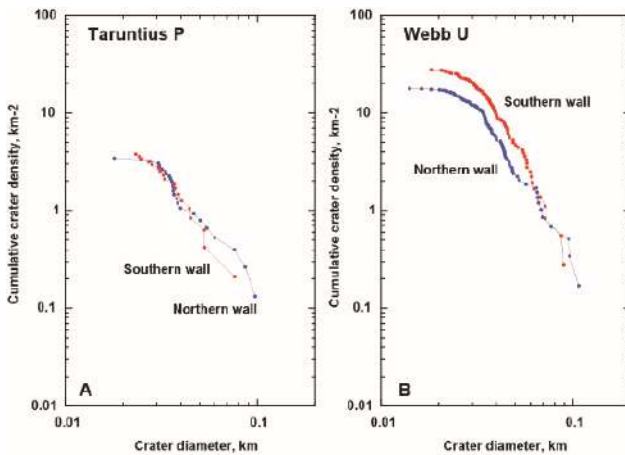 Taruntius P
Webb U
Cumulative crater density, km-2
100
10
1
0.1
0.01
Southern wall
Northern wall
A
0.01
0.1
Crater diameter, km
Cumulative crater density, km-2
100
10
1
0.1
0.01
Southern wall
Northern wall
B
0.01
0.1
Crater diameter, km